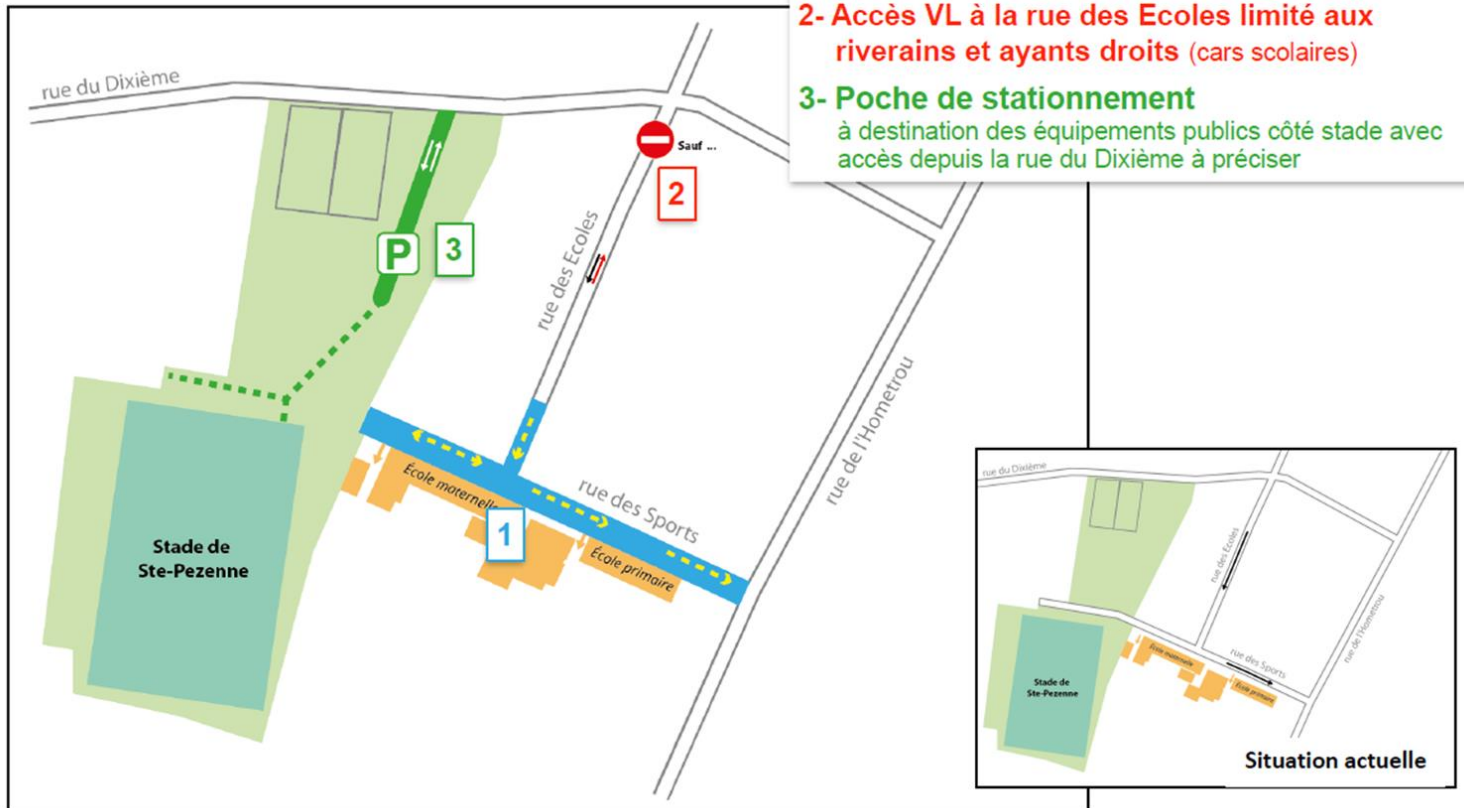 2- Accès VL à la rue des Ecoles limité aux
riverains et ayants droits (cars scolaires)
3- Poche de stationnement
à destination des équipements publics côté stade avec
accès depuis la rue du Dixième à préciser
rue du Dixième
Sauf ...
2
P
3
rue des Ecoles
rue de l'Hometrou
École maternelle
1
rue des Sports
École primaire
Stade de
Ste-Pezenne
rue du Dixième
rue des Ecoles
rue de l'Hometrou
rue des Sports
École maternelle
École primaire
Stade de
Ste-Pezenne
Situation actuelle